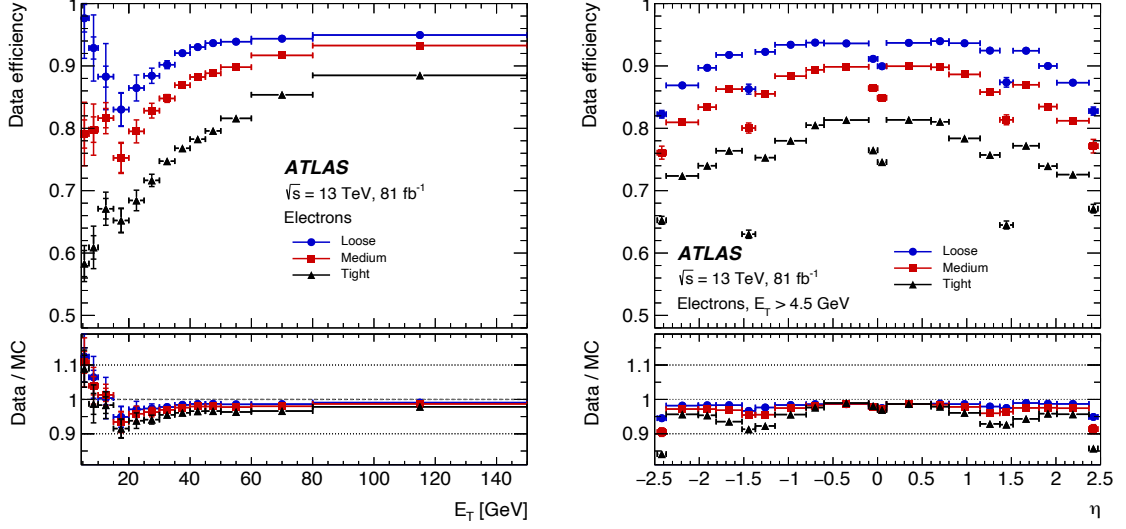 Data efficiency
1
0.9
0.8
0.7
0.6
0.5
ATLAS
√s = 13 TeV, 81 fb⁻¹
Electrons
Loose
Medium
Tight
Data / MC
1.1
1
0.9
20 40 60 80 100 120 140
E_T [GeV]
Data efficiency
1
0.9
0.8
0.7
0.6
0.5
ATLAS
√s = 13 TeV, 81 fb⁻¹
Electrons, E_T > 4.5 GeV
Loose
Medium
Tight
Data / MC
1.1
1
0.9
−2.5 −2 −1.5 −1 −0.5 0 0.5 1 1.5 2 2.5
η